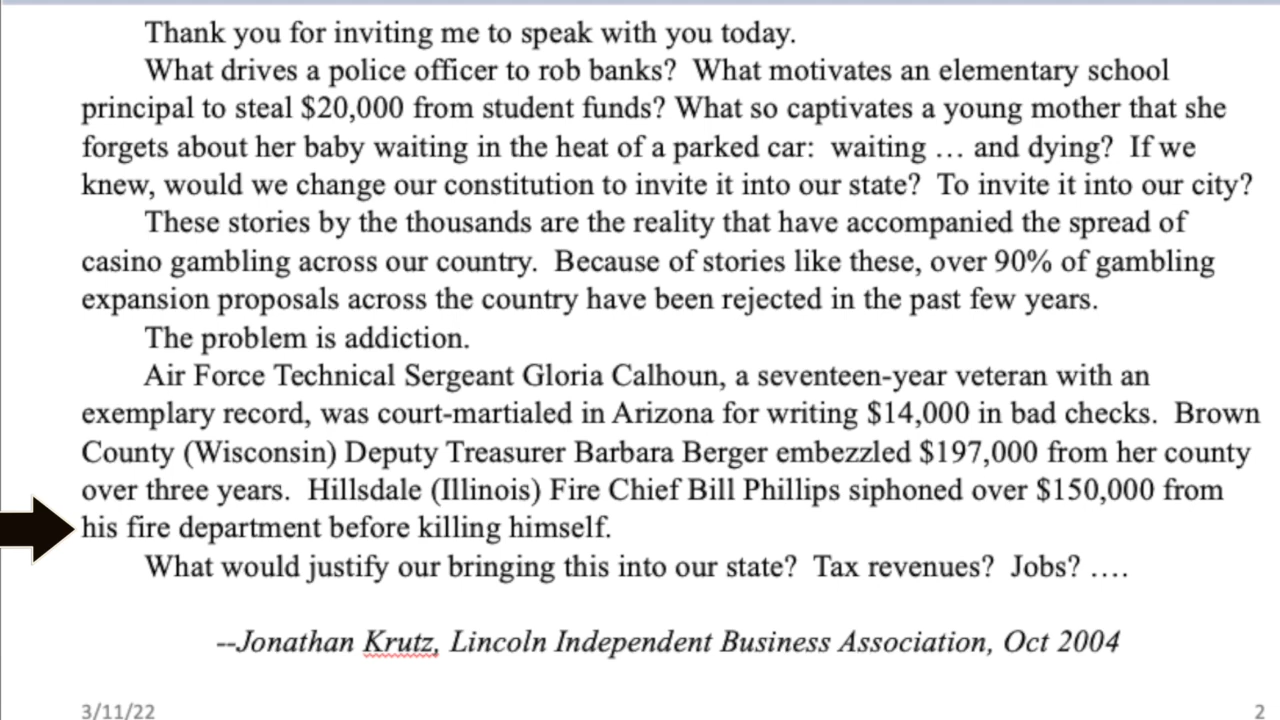 Thank you for inviting me to speak with you today.
What drives a police officer to rob banks?  What motivates an elementary school
principal to steal $20,000 from student funds? What so captivates a young mother that she
forgets about her baby waiting in the heat of a parked car:  waiting … and dying?  If we
knew, would we change our constitution to invite it into our state?  To invite it into our city?
These stories by the thousands are the reality that have accompanied the spread of
casino gambling across our country.  Because of stories like these, over 90% of gambling
expansion proposals across the country have been rejected in the past few years.
The problem is addiction.
Air Force Technical Sergeant Gloria Calhoun, a seventeen-year veteran with an
exemplary record, was court-martialed in Arizona for writing $14,000 in bad checks.  Brown
County (Wisconsin) Deputy Treasurer Barbara Berger embezzled $197,000 from her county
over three years.  Hillsdale (Illinois) Fire Chief Bill Phillips siphoned over $150,000 from
his fire department before killing himself.
What would justify our bringing this into our state?  Tax revenues?  Jobs? ….
--Jonathan Krutz, Lincoln Independent Business Association, Oct 2004
3/11/22 2